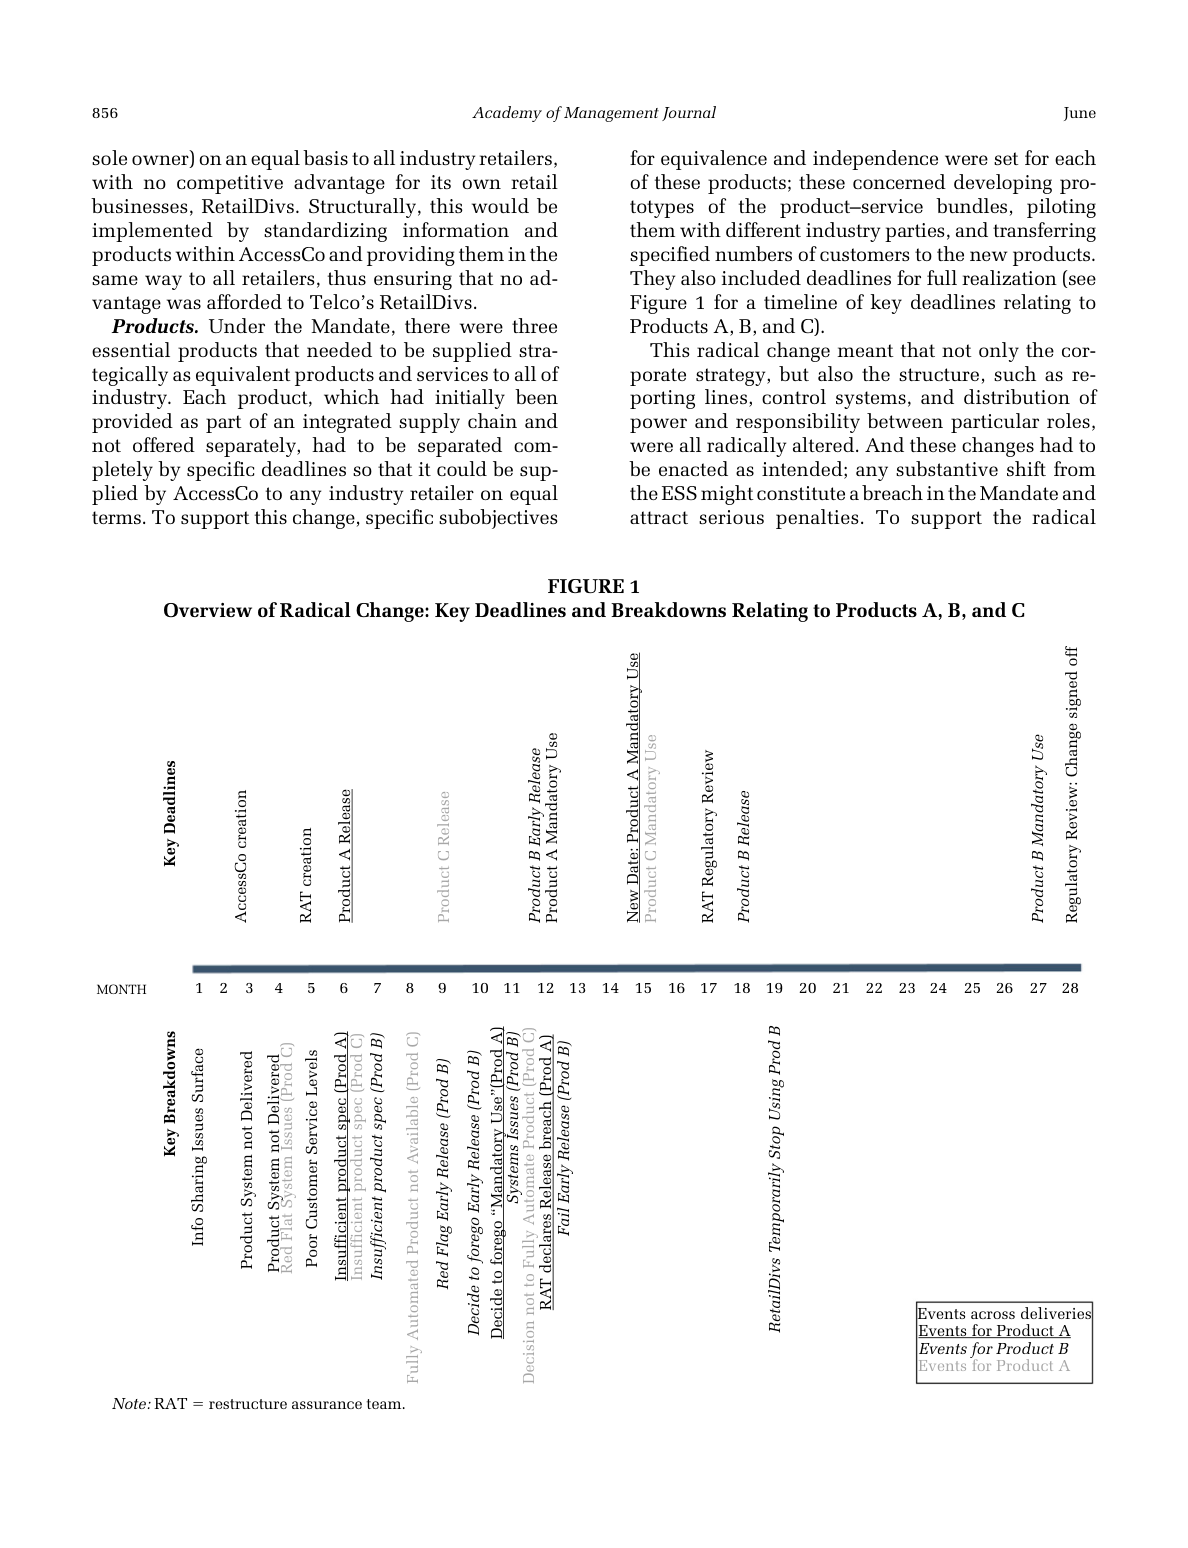 856
Academy of Management Journal
June
sole owner) on an equal basis to all industry retailers,
with no competitive advantage for its own retail
businesses, RetailDivs. Structurally, this would be
implemented by standardizing information and
products within AccessCo and providing them in the
same way to all retailers, thus ensuring that no ad-
vantage was afforded to Telco's RetailDivs.
Products. Under the Mandate, there were three
essential products that needed to be supplied stra-
tegically as equivalent products and services to all of
industry. Each product, which had initially been
provided as part of an integrated supply chain and
not offered separately, had to be separated com-
pletely by specific deadlines so that it could be sup-
plied by AccessCo to any industry retailer on equal
terms. To support this change, specific subobjectives
for equivalence and independence were set for each
of these products; these concerned developing pro-
totypes of the product–service bundles, piloting
them with different industry parties, and transferring
specified numbers of customers to the new products.
They also included deadlines for full realization (see
Figure 1 for a timeline of key deadlines relating to
Products A, B, and C).
This radical change meant that not only the cor-
porate strategy, but also the structure, such as re-
porting lines, control systems, and distribution of
power and responsibility between particular roles,
were all radically altered. And these changes had to
be enacted as intended; any substantive shift from
the ESS might constitute a breach in the Mandate and
attract serious penalties. To support the radical
FIGURE 1
Overview of Radical Change: Key Deadlines and Breakdowns Relating to Products A, B, and C
Key Deadlines
AccessCo creation
RAT creation
Product A Release
Product C Release
Product B Early Release
Product A Mandatory Use
New Date: Product A Mandatory Use
Product C Mandatory Use
RAT Regulatory Review
Product B Release
Product B Mandatory Use
Regulatory Review: Change signed off
MONTH 1 2 3 4 5 6 7 8 9 10 11 12 13 14 15 16 17 18 19 20 21 22 23 24 25 26 27 28
Key Breakdowns
Info Sharing Issues Surface
Product System not Delivered
Product System not Delivered
Red Flat System Issues (Prod C)
Poor Customer Service Levels
Insufficient product spec (Prod A)
Insufficient product spec (Prod C)
Insufficient product spec (Prod B)
Fully Automated Product not Available (Prod C)
Red Flag Early Release (Prod B)
Decide to forego Early Release (Prod B)
Decide to forego “Mandatory Use”(Prod A)
Systems Issues (Prod B)
Decision not to Fully Automate Product (Prod C)
RAT declares Release breach (Prod A)
Fail Early Release (Prod B)
RetailDivs Temporarily Stop Using Prod B
Events across deliveries
Events for Product A
Events for Product B
Events for Product A
Note: RAT = restructure assurance team.